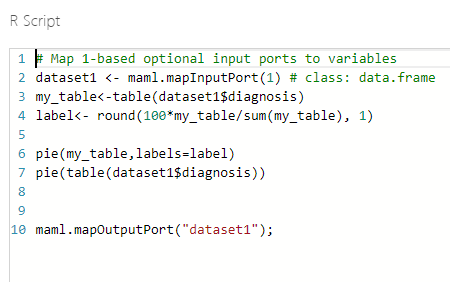 R Script
1 # Map 1-based optional input ports to variables
2 dataset1 <- maml.mapInputPort(1) # class: data.frame
3 my_table<-table(dataset1$diagnosis)
4 label<- round(100*my_table/sum(my_table), 1)
5
6 pie(my_table,labels=label)
7 pie(table(dataset1$diagnosis))
8
9
10 maml.mapOutputPort("dataset1");